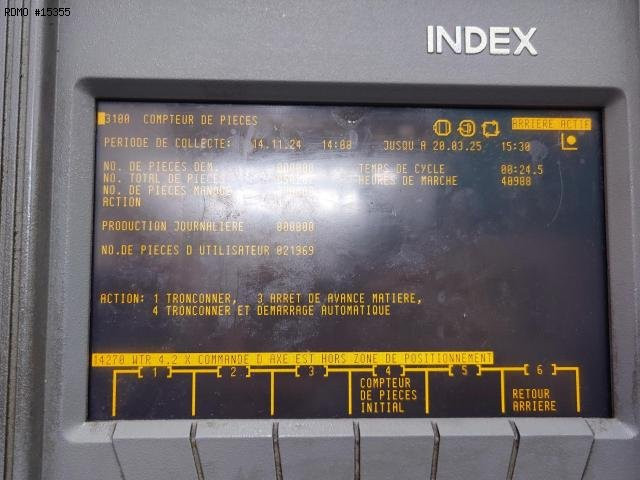 RDMO #15355
INDEX
3100 COMPTEUR DE PIECES
ARRIERE ACTIF
PERIODE DE COLLECTE: 14.11.24 14:08 JUSQU A 20.03.25 15:30
NO. DE PIECES DEM. TEMPS DE CYCLE 00:24.5
NO. TOTAL DE PIECES HEURES DE MARCHE 40988
NO. DE PIECES MANQU
ACTION
PRODUCTION JOURNALIERE 000000
NO.DE PIECES D UTILISATEUR 021969
ACTION: 1 TRONCONNER, 3 ARRET DE AVANCE MATIERE,
4 TRONCONNER ET DEMARRAGE AUTOMATIQUE
14270 WTR 4.2 X COMMANDE D AXE EST HORS ZONE DE POSITIONNEMENT
1 2 3 4 5 6
COMPTEUR
DE PIECES
INITIAL
RETOUR
ARRIERE